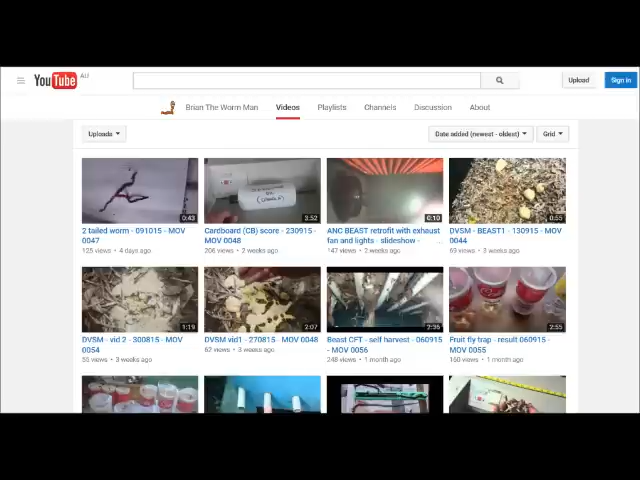 YouTube AU
Upload
Sign in
Brian The Worm Man
Videos
Playlists
Channels
Discussion
About
Uploads
Date added (newest - oldest)
Grid
0:43
3:52
(CARDBOARD)
0:10
0:55
2 tailed worm - 091015 - MOV
0047
125 views • 4 days ago
Cardboard (CB) score - 230915 -
MOV 0048
206 views • 2 weeks ago
ANC BEAST retrofit with exhaust
fan and lights - slideshow - ...
147 views • 2 weeks ago
DVSM - BEAST1 - 130915 - MOV
0044
69 views • 3 weeks ago
1:19
2:07
2:36
2:55
DVSM - vid 2 - 300815 - MOV
0054
55 views • 3 weeks ago
DVSM vid1 - 270815 - MOV 0048
62 views • 3 weeks ago
Beast CFT - self harvest - 060915
- MOV 0056
248 views • 1 month ago
Fruit fly trap - result 060915 -
MOV 0055
160 views • 1 month ago